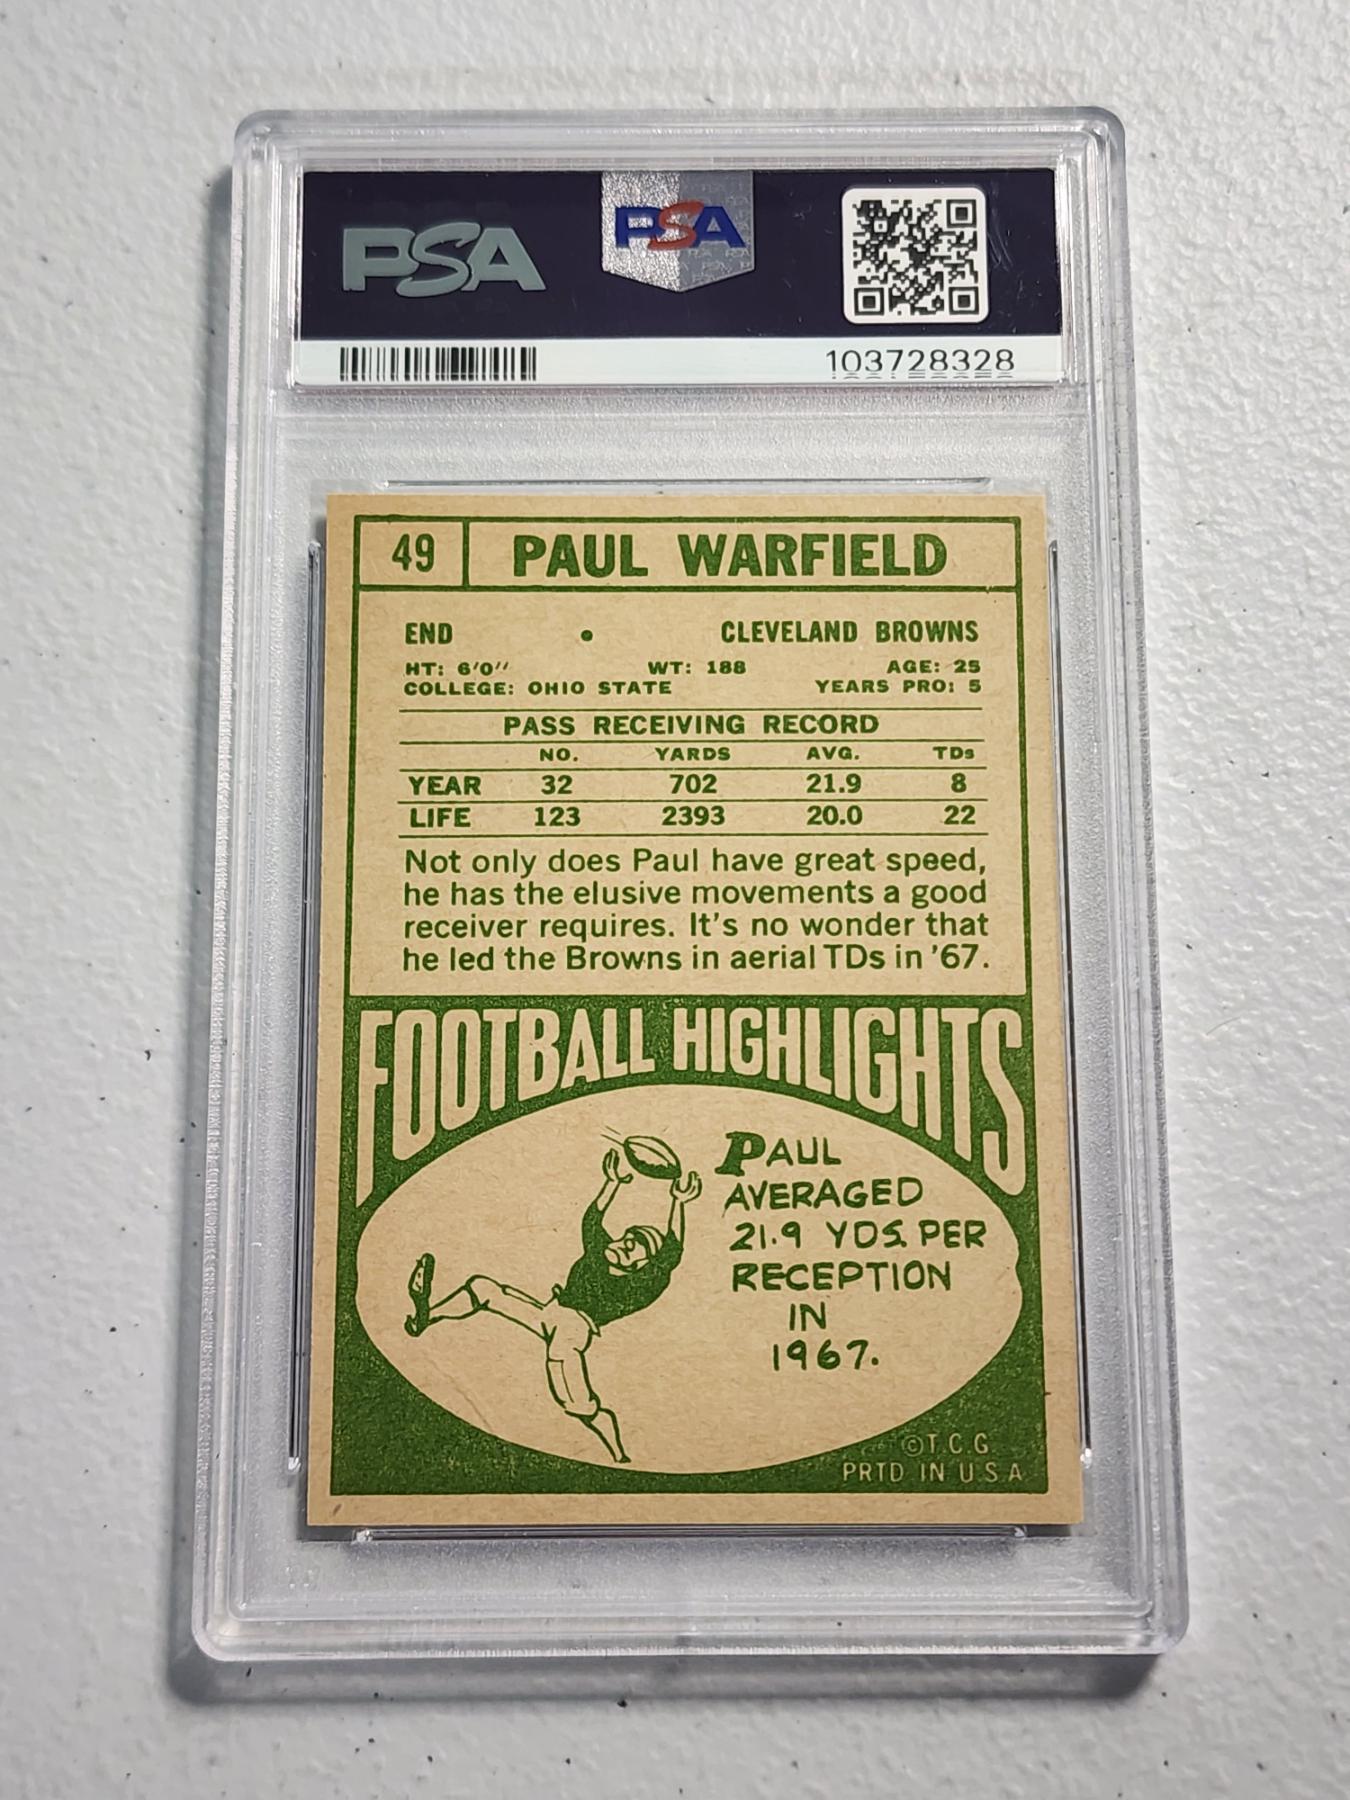 PSA
PSA
103728328
49 PAUL WARFIELD
END • CLEVELAND BROWNS
HT: 6'0" WT: 188 AGE: 25
COLLEGE: OHIO STATE YEARS PRO: 5
PASS RECEIVING RECORD
NO. YARDS AVG. TDs
YEAR 32 702 21.9 8
LIFE 123 2393 20.0 22
Not only does Paul have great speed,
he has the elusive movements a good
receiver requires. It's no wonder that
he led the Browns in aerial TDs in '67.
FOOTBALL HIGHLIGHTS
PAUL
AVERAGED
21.9 YDS. PER
RECEPTION
IN
1967.
©T.C.G.
PRTD IN U.S.A